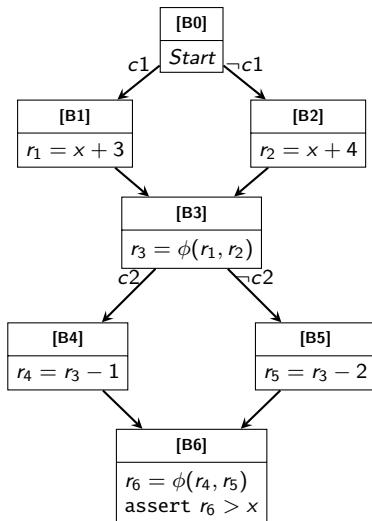 [B0]
Start
c1 ¬c1
[B1] [B2]
r₁ = x + 3 r₂ = x + 4
[B3]
r₃ = ϕ(r₁, r₂)
c2 ¬c2
[B4] [B5]
r₄ = r₃ − 1 r₅ = r₃ − 2
[B6]
r₆ = ϕ(r₄, r₅)
assert r₆ > x